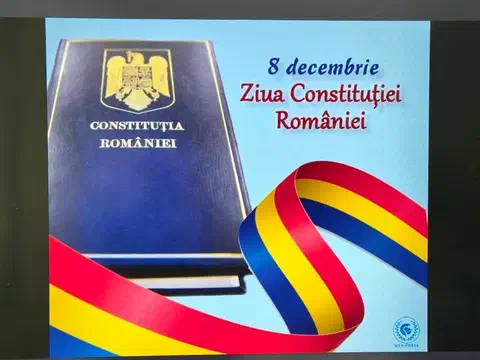 8 decembrie
Ziua Constituției
României
CONSTITUȚIA
ROMÂNIEI